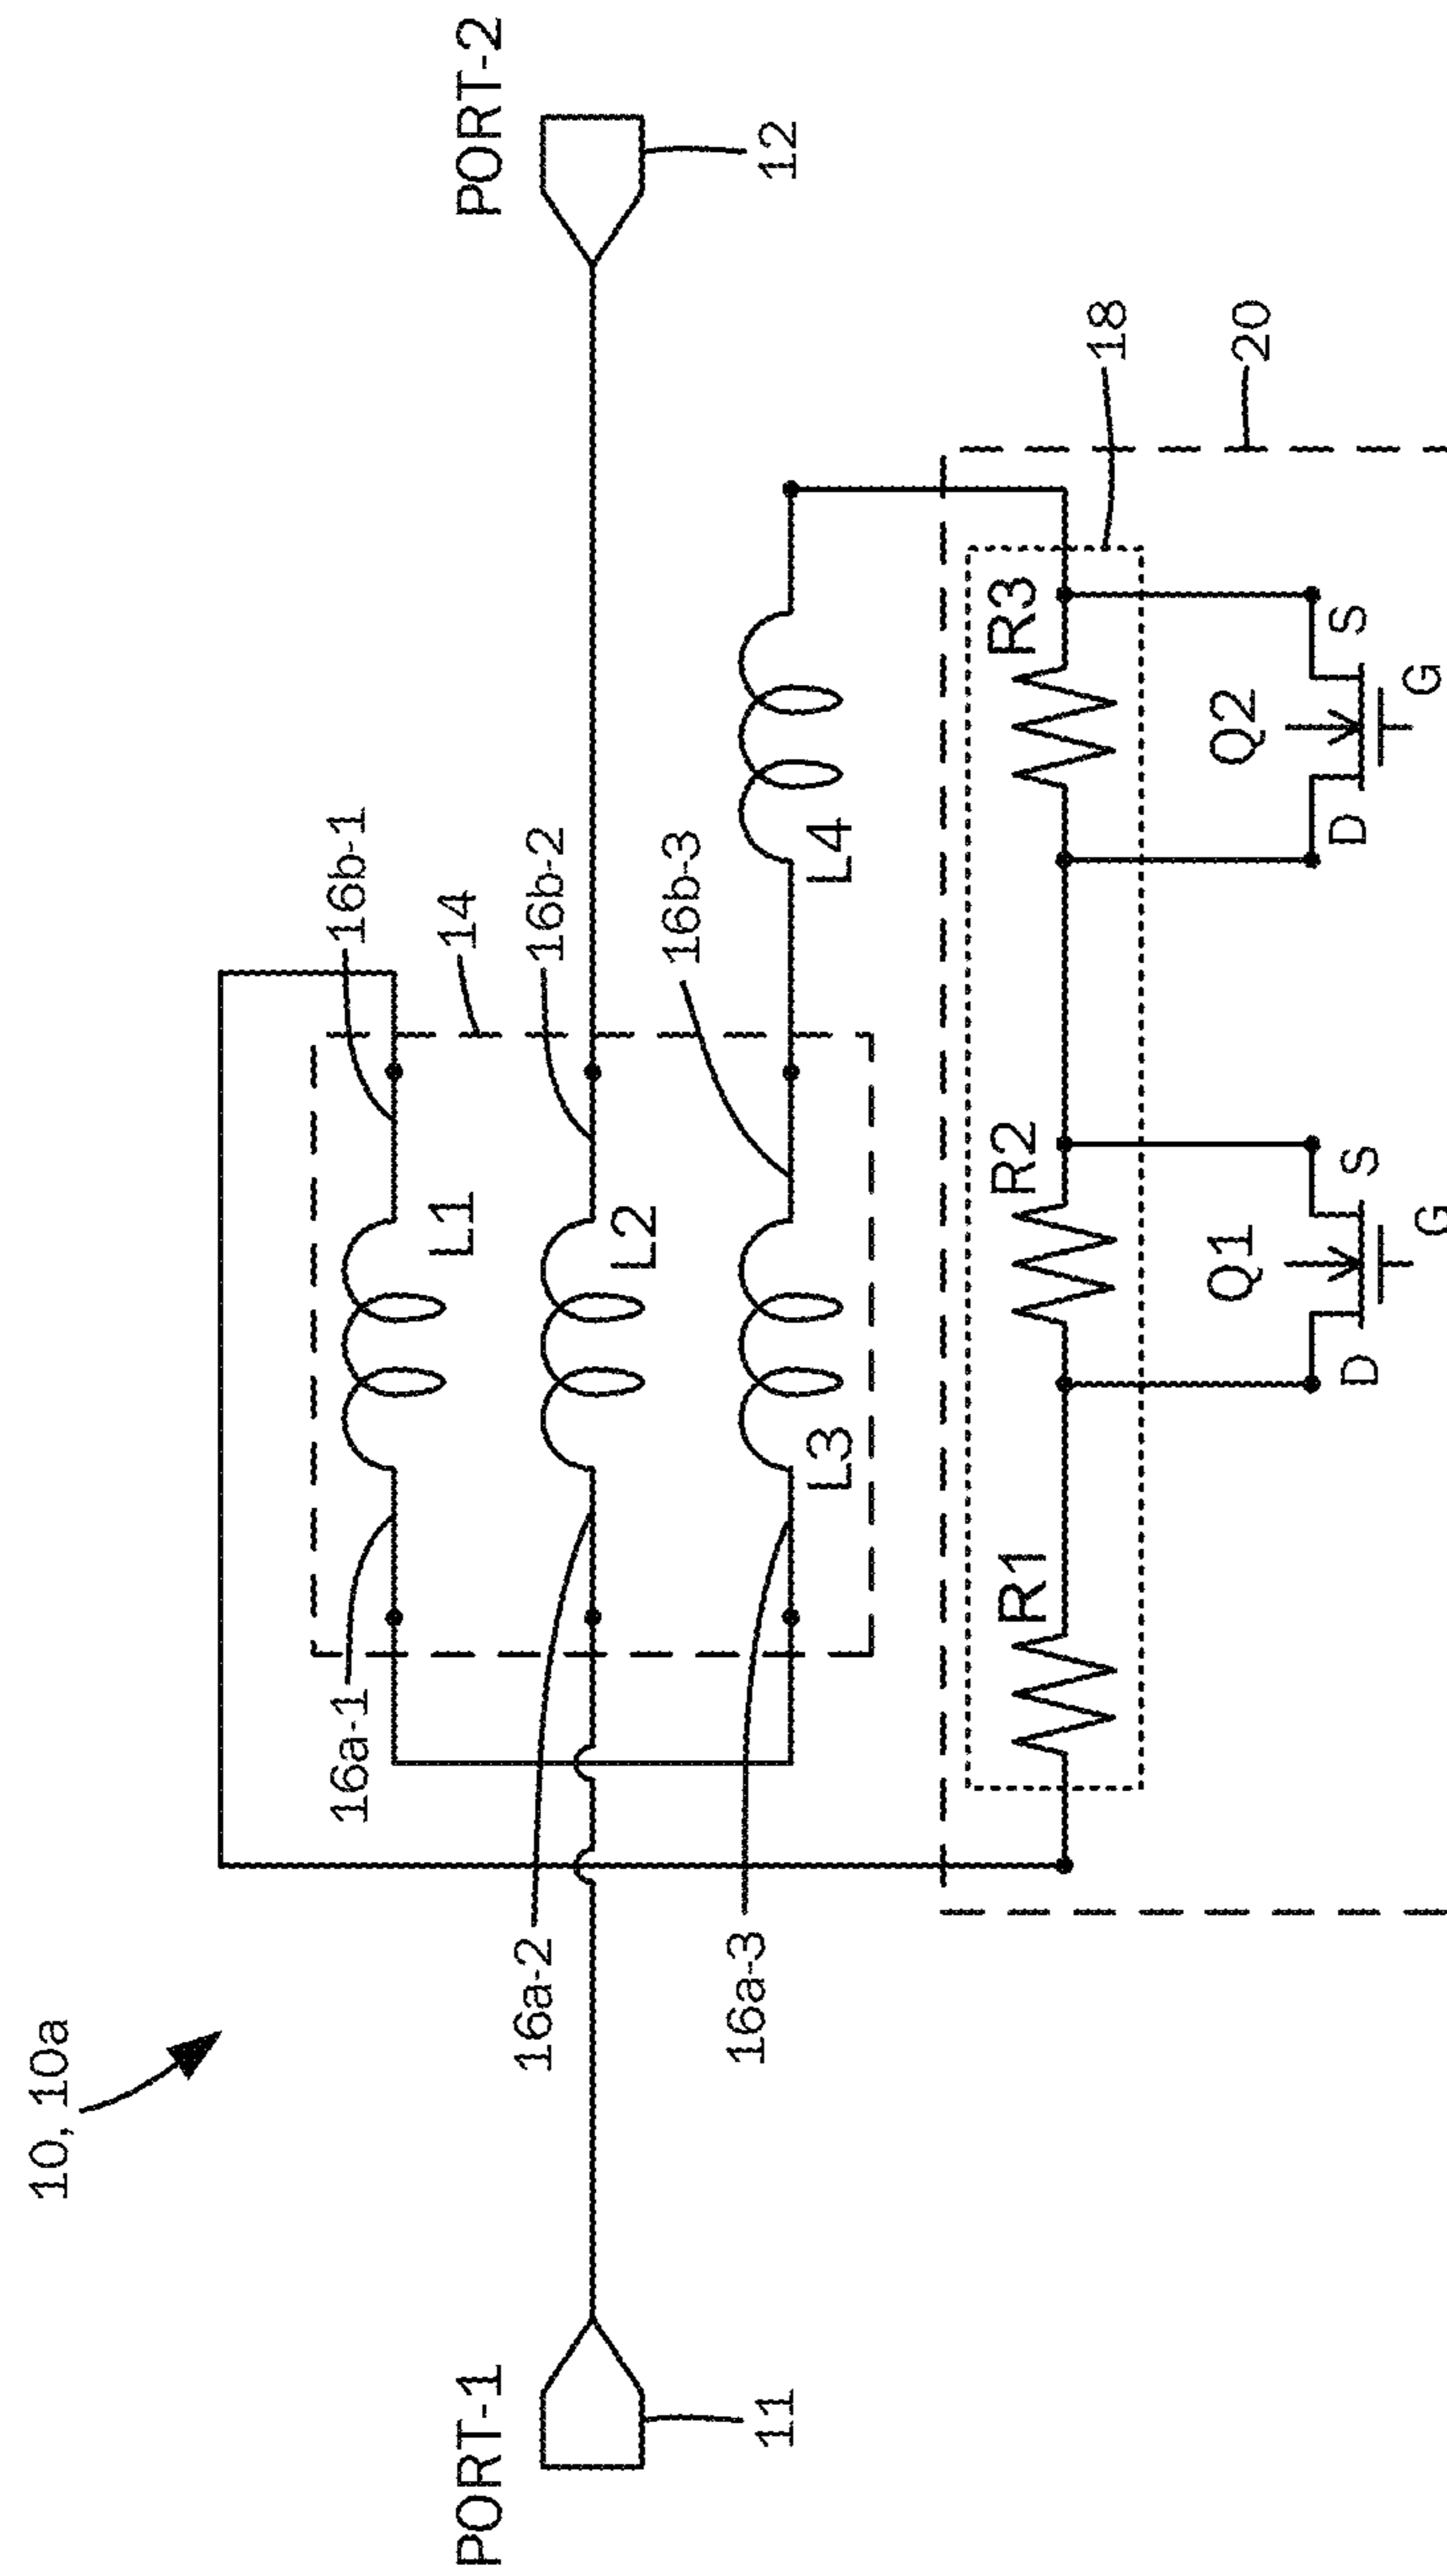 10, 10a
PORT-1
PORT-2
11
12
16a-1
16b-1
14
L1
16a-2
16b-2
L2
16a-3
16b-3
L3
L4
18
20
R1
R2
R3
Q1
D
S
G
Q2
D
S
G